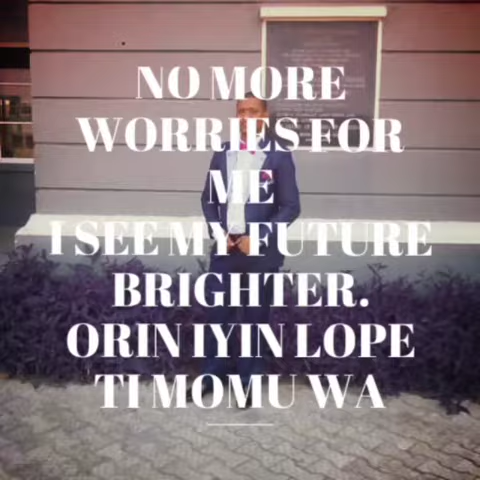 NO MORE
WORRIES FOR
ME
I SEE MY FUTURE
BRIGHTER.
ORIN IYIN LOPE
TI MOMU WA